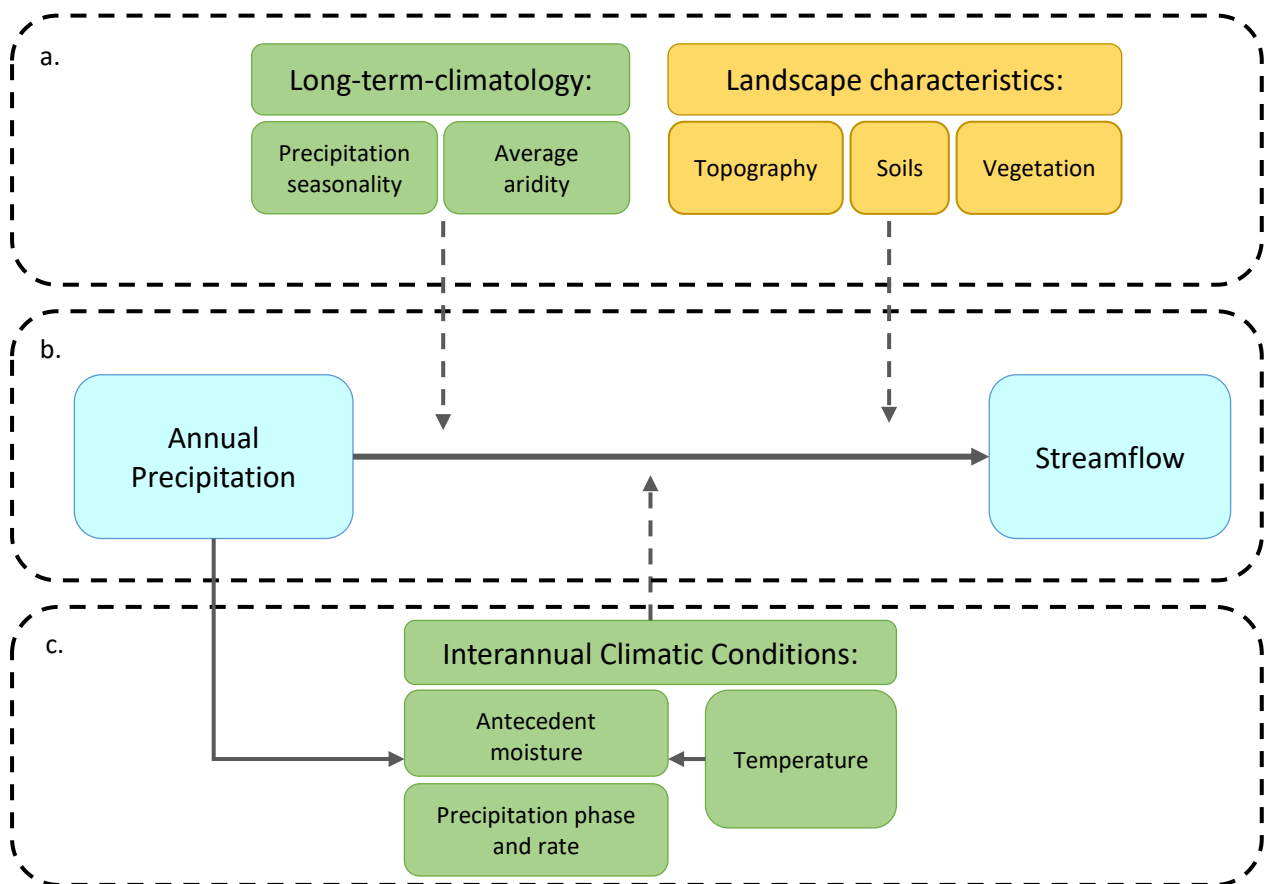 a.
Long-term-climatology:
Landscape characteristics:
Precipitation
seasonality
Average
aridity
Topography
Soils
Vegetation
b.
Annual
Precipitation
Streamflow
c.
Interannual Climatic Conditions:
Antecedent
moisture
Temperature
Precipitation phase
and rate